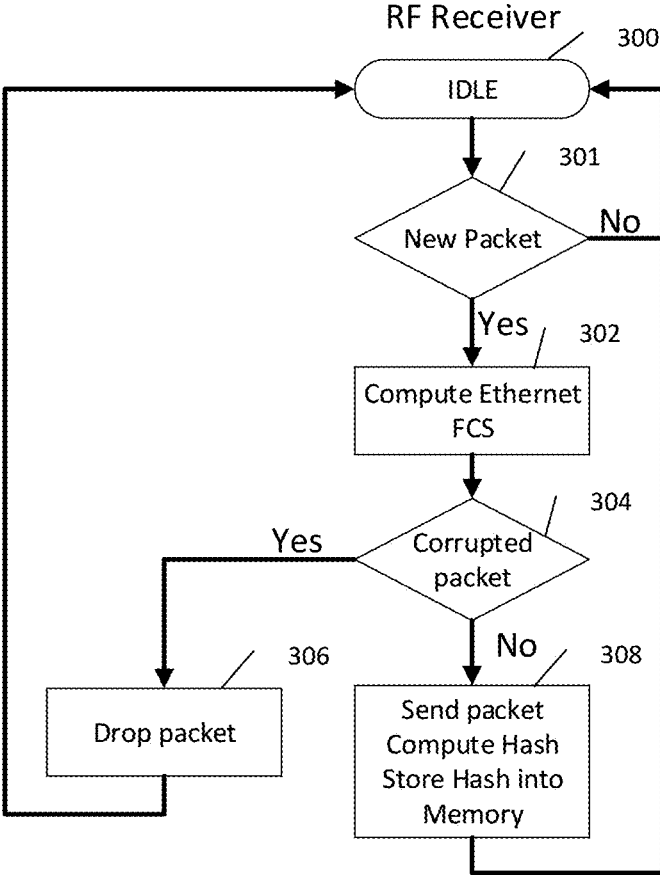 RF Receiver
300
IDLE
301
New Packet
No
Yes
302
Compute Ethernet
FCS
304
Yes
Corrupted
packet
No
306
308
Drop packet
Send packet
Compute Hash
Store Hash into
Memory